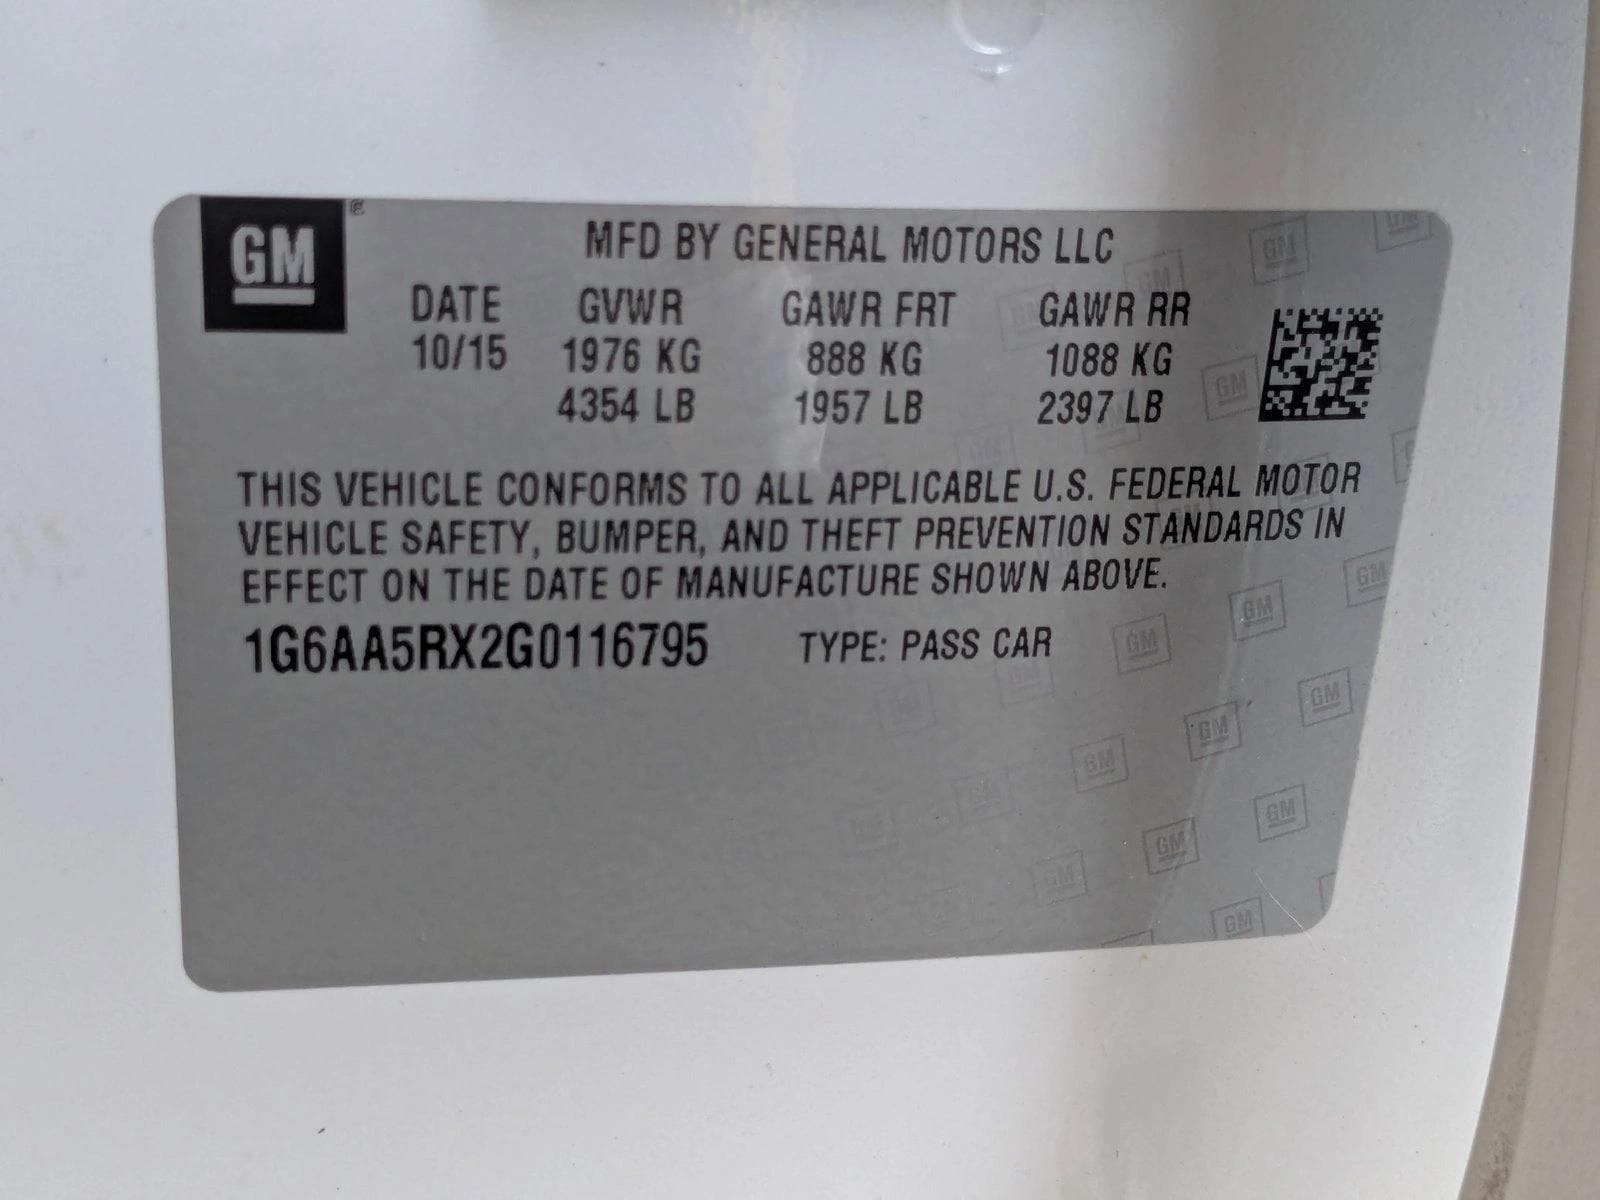 GM
MFD BY GENERAL MOTORS LLC
DATE GVWR GAWR FRT GAWR RR
10/15 1976 KG 888 KG 1088 KG
4354 LB 1957 LB 2397 LB
THIS VEHICLE CONFORMS TO ALL APPLICABLE U.S. FEDERAL MOTOR
VEHICLE SAFETY, BUMPER, AND THEFT PREVENTION STANDARDS IN
EFFECT ON THE DATE OF MANUFACTURE SHOWN ABOVE.
1G6AA5RX2G0116795 TYPE: PASS CAR